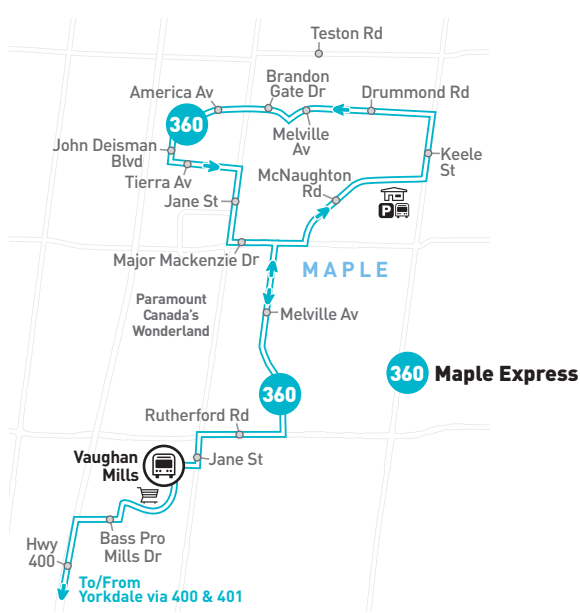 Teston Rd
America Av
Brandon
Gate Dr
Drummond Rd
360
Melville
Av
John Deisman
Blvd
Keele
St
Tierra Av
McNaughton
Rd
Jane St
P
Major Mackenzie Dr
MAPLE
Paramount
Canada's
Wonderland
Melville Av
360 Maple Express
360
Rutherford Rd
Vaughan
Mills
Jane St
Bass Pro
Mills Dr
Hwy
400
To/From
Yorkdale via 400 & 401